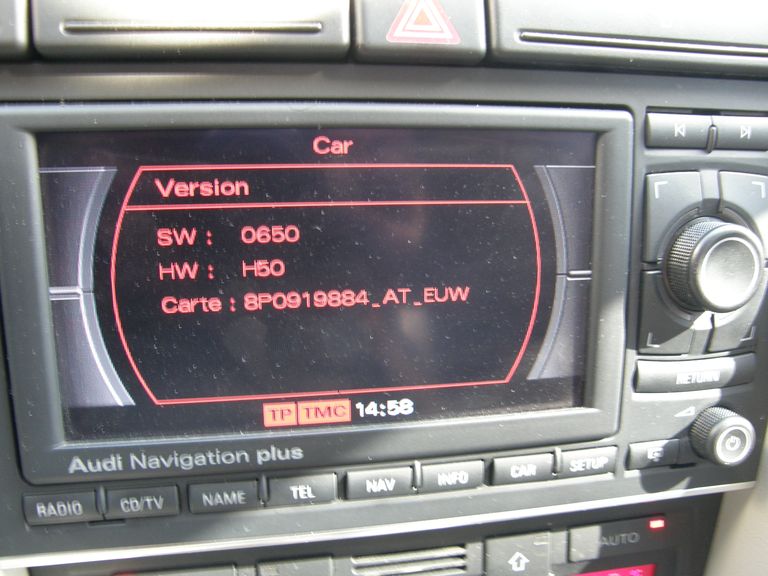 Car
Version
SW : 0650
HW : H50
Carte : 8P0919884_AT_EUW
TP TMC 14:58
Audi Navigation plus
RADIO CD/TV NAME TEL NAV INFO CAR SETUP
RETURN
AUTO